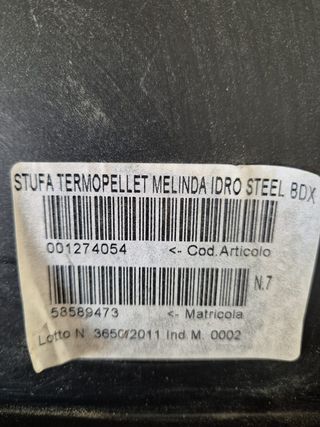 STUFA TERMOPELLET MELINDA IDRO STEEL BDX
001274054 <- Cod.Articolo
N.7
58589473 <- Matricola
Lotto N. 3650/2011 Ind.M. 0002